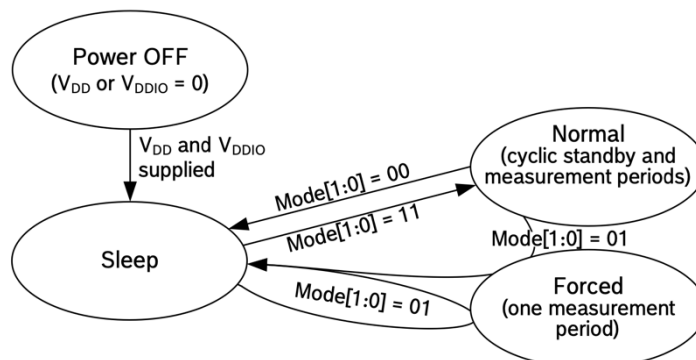 Power OFF
(VDD or VDDIO = 0)
VDD and VDDIO
supplied
Normal
(cyclic standby and
measurement periods)
Mode[1:0] = 00
Mode[1:0] = 11
Mode[1:0] = 01
Sleep
Mode[1:0] = 01
Forced
(one measurement
period)